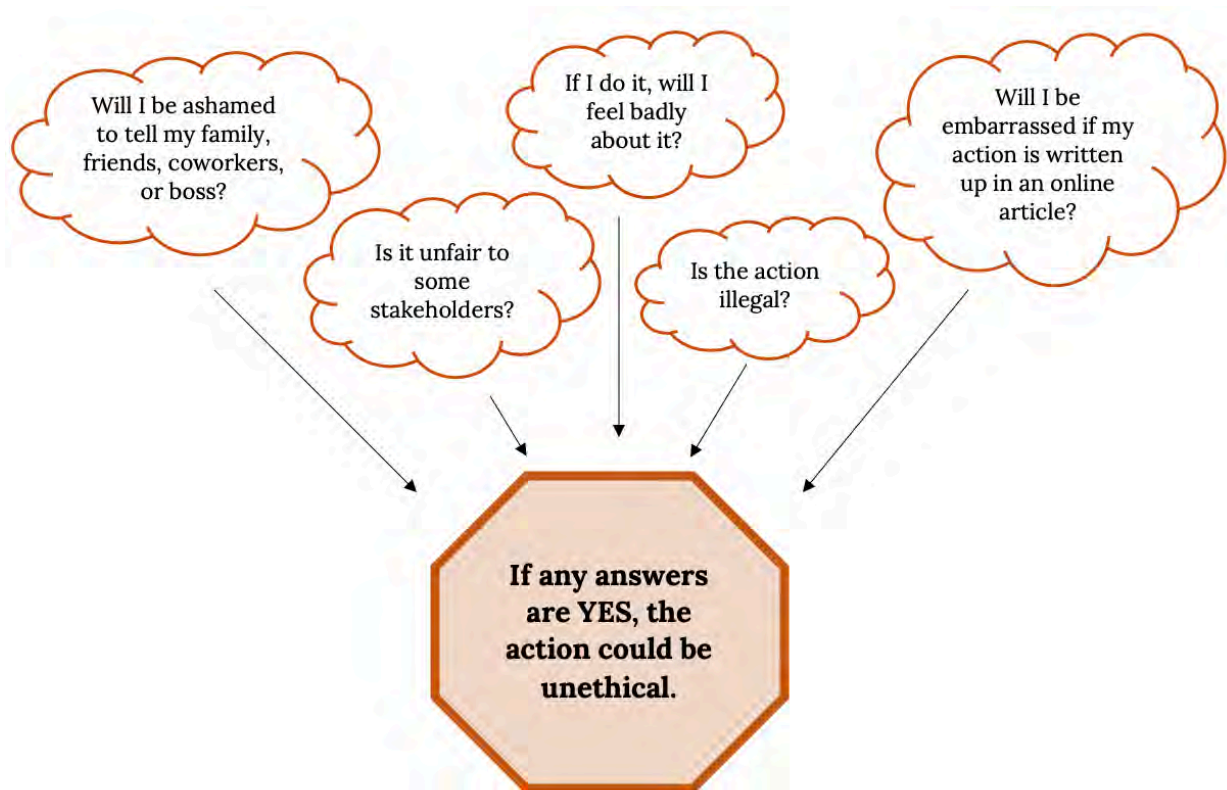 Will I be ashamed
to tell my family,
friends, coworkers,
or boss?
If I do it, will I
feel badly
about it?
Will I be
embarrassed if my
action is written
up in an online
article?
Is it unfair to
some
stakeholders?
Is the action
illegal?
If any answers
are YES, the
action could be
unethical.